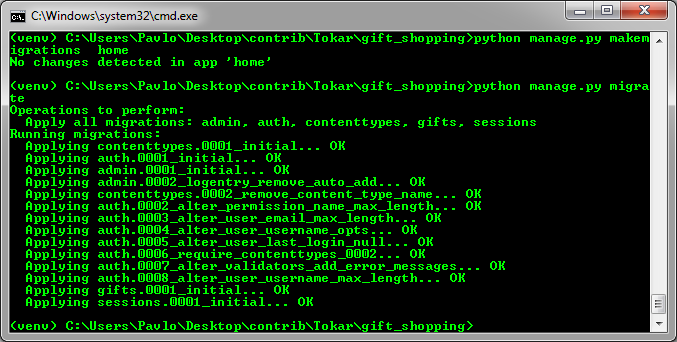 C:\Windows\system32\cmd.exe
(venv) C:\Users\Pavlo\Desktop\contrib\Tokar\gift_shopping>python manage.py makem
igrations  home
No changes detected in app 'home'
(venv) C:\Users\Pavlo\Desktop\contrib\Tokar\gift_shopping>python manage.py migra
te
Operations to perform:
  Apply all migrations: admin, auth, contenttypes, gifts, sessions
Running migrations:
  Applying contenttypes.0001_initial... OK
  Applying auth.0001_initial... OK
  Applying admin.0001_initial... OK
  Applying admin.0002_logentry_remove_auto_add... OK
  Applying contenttypes.0002_remove_content_type_name... OK
  Applying auth.0002_alter_permission_name_max_length... OK
  Applying auth.0003_alter_user_email_max_length... OK
  Applying auth.0004_alter_user_username_opts... OK
  Applying auth.0005_alter_user_last_login_null... OK
  Applying auth.0006_require_contenttypes_0002... OK
  Applying auth.0007_alter_validators_add_error_messages... OK
  Applying auth.0008_alter_user_username_max_length... OK
  Applying gifts.0001_initial... OK
  Applying sessions.0001_initial... OK
(venv) C:\Users\Pavlo\Desktop\contrib\Tokar\gift_shopping>